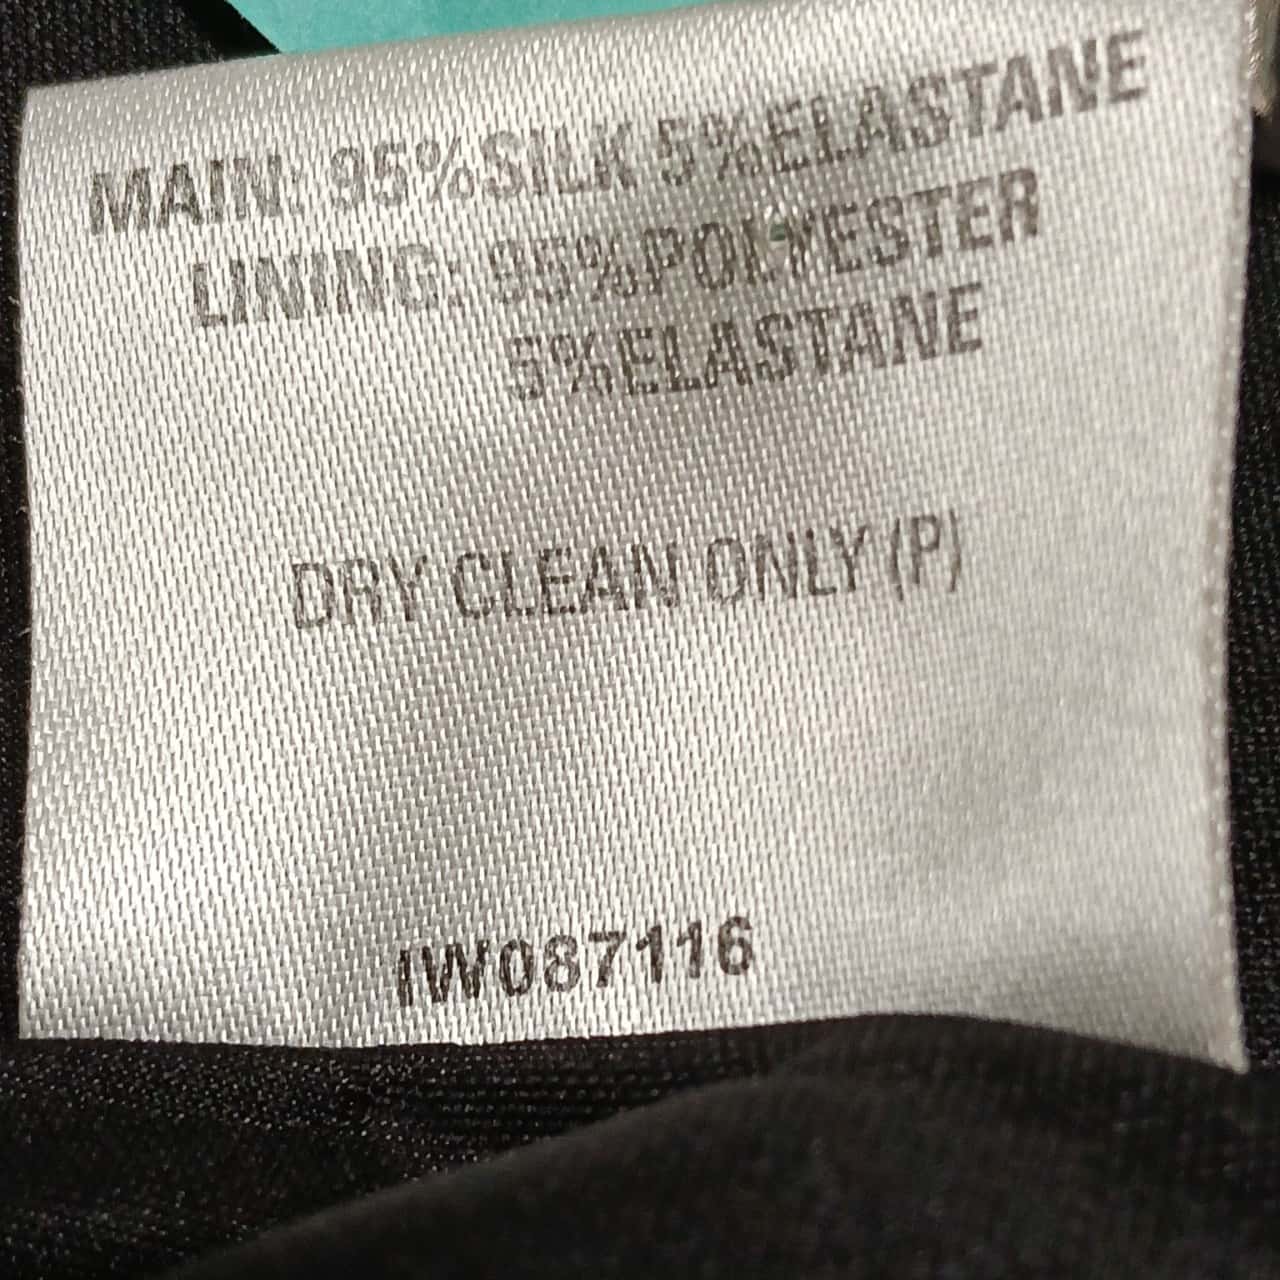 MAIN: 95%SILK 5%ELASTANE
LINING: 95%POLYESTER
5%ELASTANE
DRY CLEAN ONLY (P)
IW087116